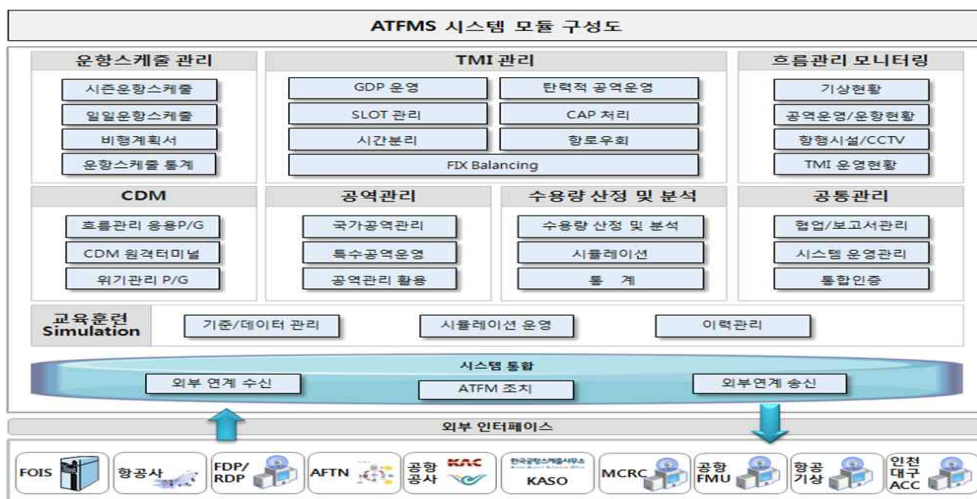 ATFMS 시스템 모듈 구성도
운항스케줄 관리
시즌운항스케줄
일일운항스케줄
비행계획서
운항스케줄 통계
TMI 관리
GDP 운영
탄력적 공역운영
SLOT 관리
CAP 처리
시간분리
항로우회
FIX Balancing
흐름관리 모니터링
기상현황
공역운영/운항현황
항행시설/CCTV
TMI 운영현황
CDM
흐름관리 응용P/G
CDM 원격터미널
위기관리 P/G
공역관리
국가공역관리
특수공역운영
공역관리 활용
수용량 산정 및 분석
수용량 산정 및 분석
시뮬레이션
통 계
공통관리
협업/보고서관리
시스템 운영관리
통합인증
교육훈련
Simulation
기준/데이터 관리
시뮬레이션 운영
이력관리
시스템 통합
외부 연계 수신
ATFM 조치
외부연계 송신
외부 인터페이스
FOIS
항공사
FDP/
RDP
AFTN
공항
공사
KAC
한국공항스케줄사무소
KASO
MCRC
공항
FMU
항공
기상
인천
대구
ACC